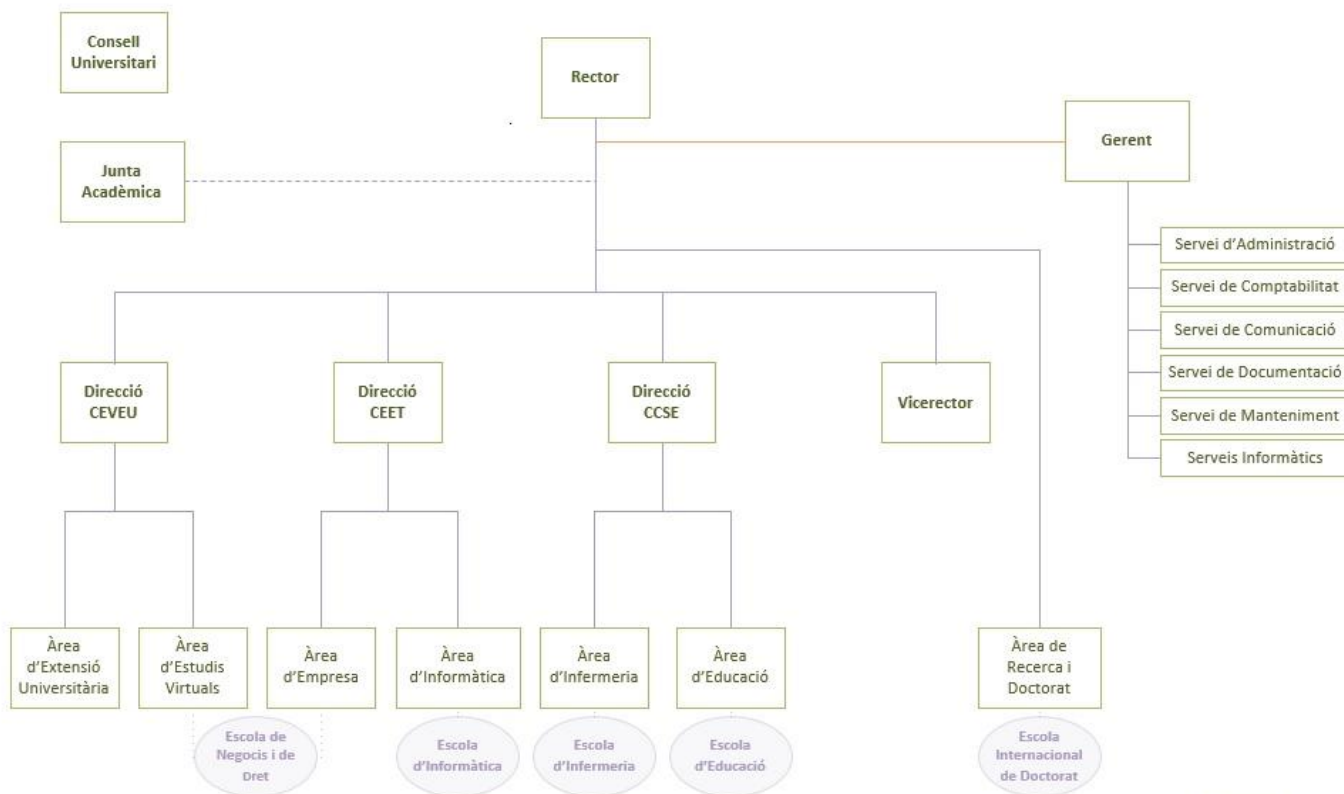 Consell
Universitari
Rector
Gerent
Junta
Acadèmica
Servei d'Administració
Servei de Comptabilitat
Servei de Comunicació
Servei de Documentació
Servei de Manteniment
Serveis Informàtics
Direcció
CEVEU
Direcció
CEET
Direcció
CCSE
Vicerector
Àrea
d'Extensió
Universitària
Àrea
d'Estudis
Virtuals
Àrea
d'Empresa
Àrea
d'Informàtica
Àrea
d'Infermeria
Àrea
d'Educació
Àrea de
Recerca i
Doctorat
Escola de
Negocis i de
Dret
Escola
d'Informàtica
Escola
d'Infermeria
Escola
d'Educació
Escola
Internacional
de Doctorat